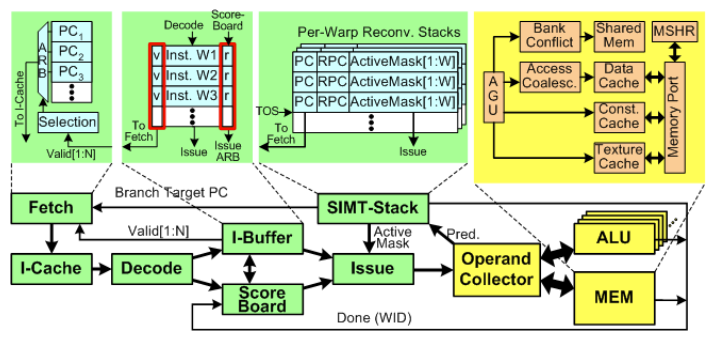 PC1
PC2
PC3
A
R
B
To I-Cache
Selection
Valid[1:N]
Decode
Score-
Board
v Inst. W1 r
v Inst. W2 r
v Inst. W3 r
To
Fetch
Issue
Issue
ARB
Per-Warp Reconv. Stacks
PC RPC ActiveMask[1:W]
PC RPC ActiveMask[1:W]
PC RPC ActiveMask[1:W]
TOS
To
Fetch
Issue
AGU
Bank
Conflict
Shared
Mem
MSHR
Access
Coalesc.
Data
Cache
Const.
Cache
Texture
Cache
Memory Port
Branch Target PC
Fetch
SIMT-Stack
Valid[1:N]
I-Buffer
Active
Mask
Pred.
ALU
I-Cache
Decode
Issue
Operand
Collector
Score
Board
MEM
Done (WID)